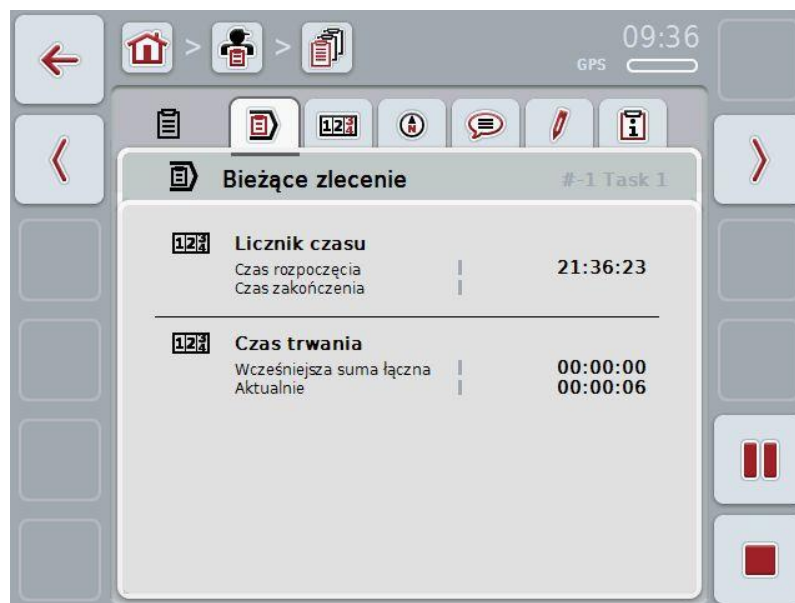 09:36
GPS
Bieżące zlecenie #-1 Task 1
Licznik czasu
Czas rozpoczęcia 21:36:23
Czas zakończenia
Czas trwania
Wcześniejsza suma łączna 00:00:00
Aktualnie 00:00:06